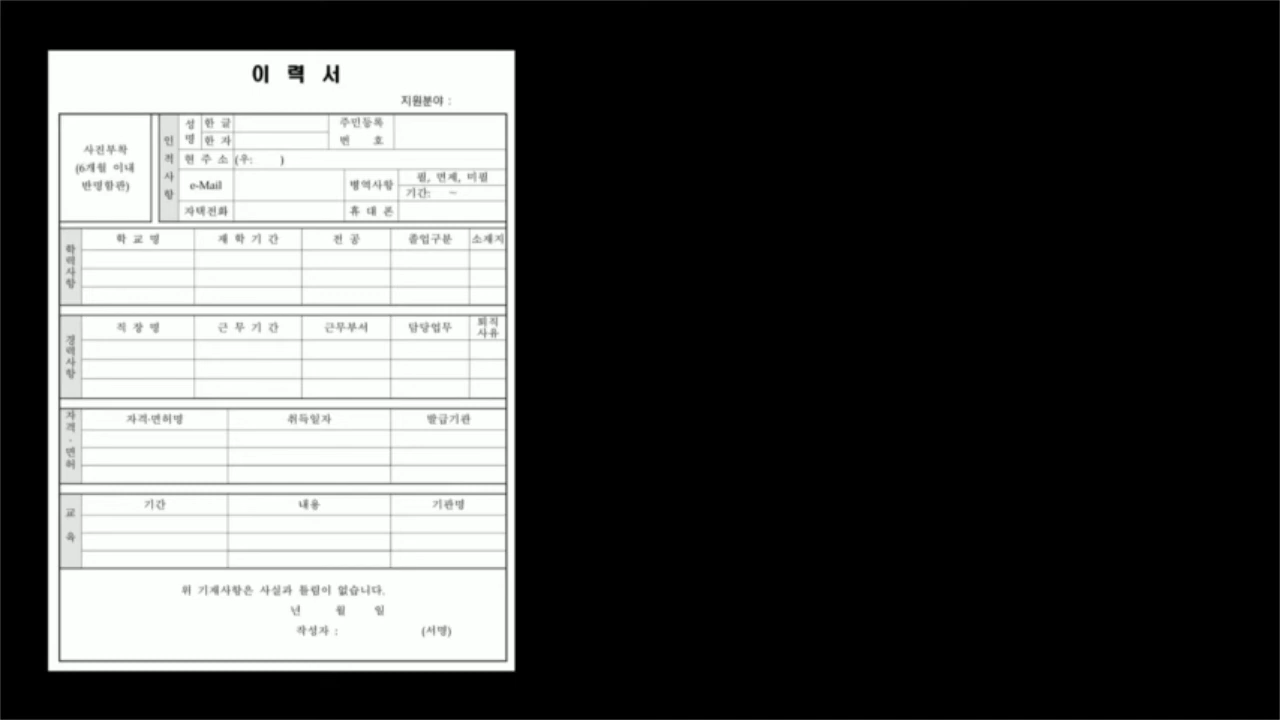 이 력 서
지원분야 :
사진부착
(6개월 이내
반명함판)
인적사항
성명
한 글
주민등록
번 호
한 자
현 주 소 (우: )
e-Mail
병역사항
필, 면제, 미필
기간: ~
자택전화
휴 대 폰
학력사항
학 교 명 재 학 기 간 전 공 졸업구분 소재지
경력사항
직 장 명 근 무 기 간 근무부서 담당업무 퇴직
사유
자격·면허
자격·면허명 취득일자 발급기관
교 육
기간 내용 기관명
위 기재사항은 사실과 틀림이 없습니다.
년 월 일
작성자 : (서명)